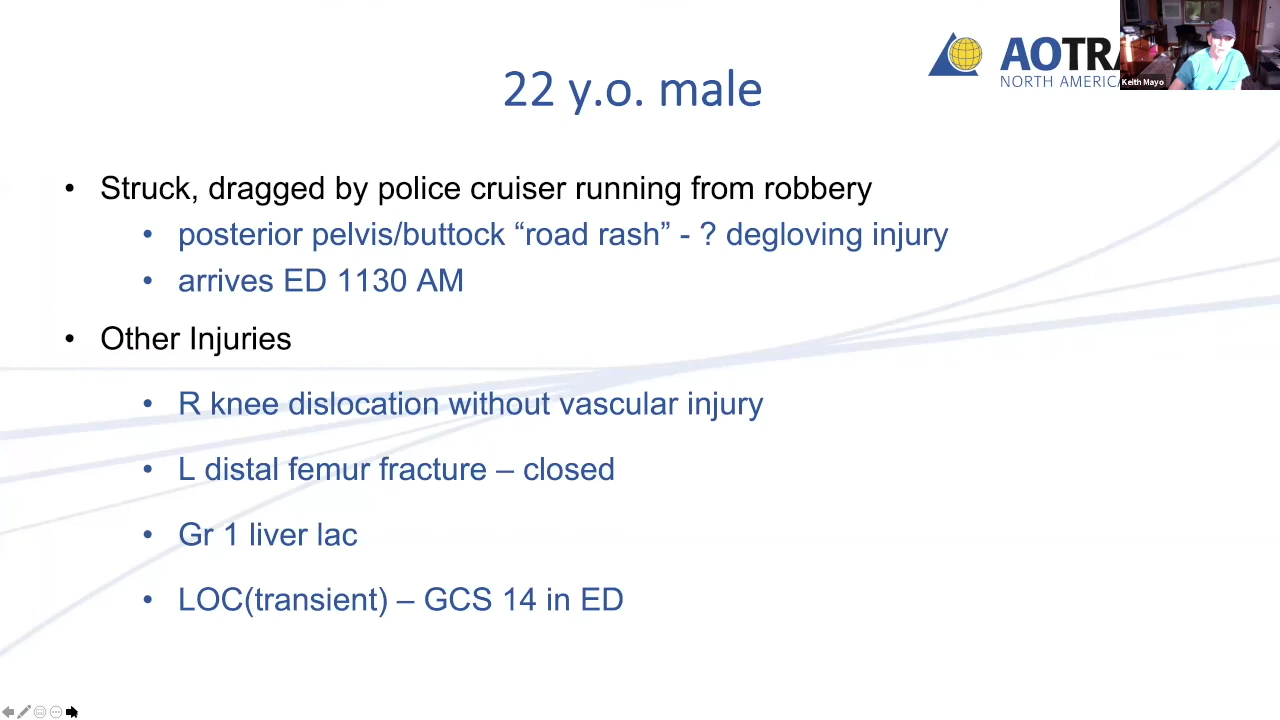 22 y.o. male
AOTRA
NORTH AMERICA
Keith Mayo
• Struck, dragged by police cruiser running from robbery
• posterior pelvis/buttock “road rash” - ? degloving injury
• arrives ED 1130 AM
• Other Injuries
• R knee dislocation without vascular injury
• L distal femur fracture – closed
• Gr 1 liver lac
• LOC(transient) – GCS 14 in ED